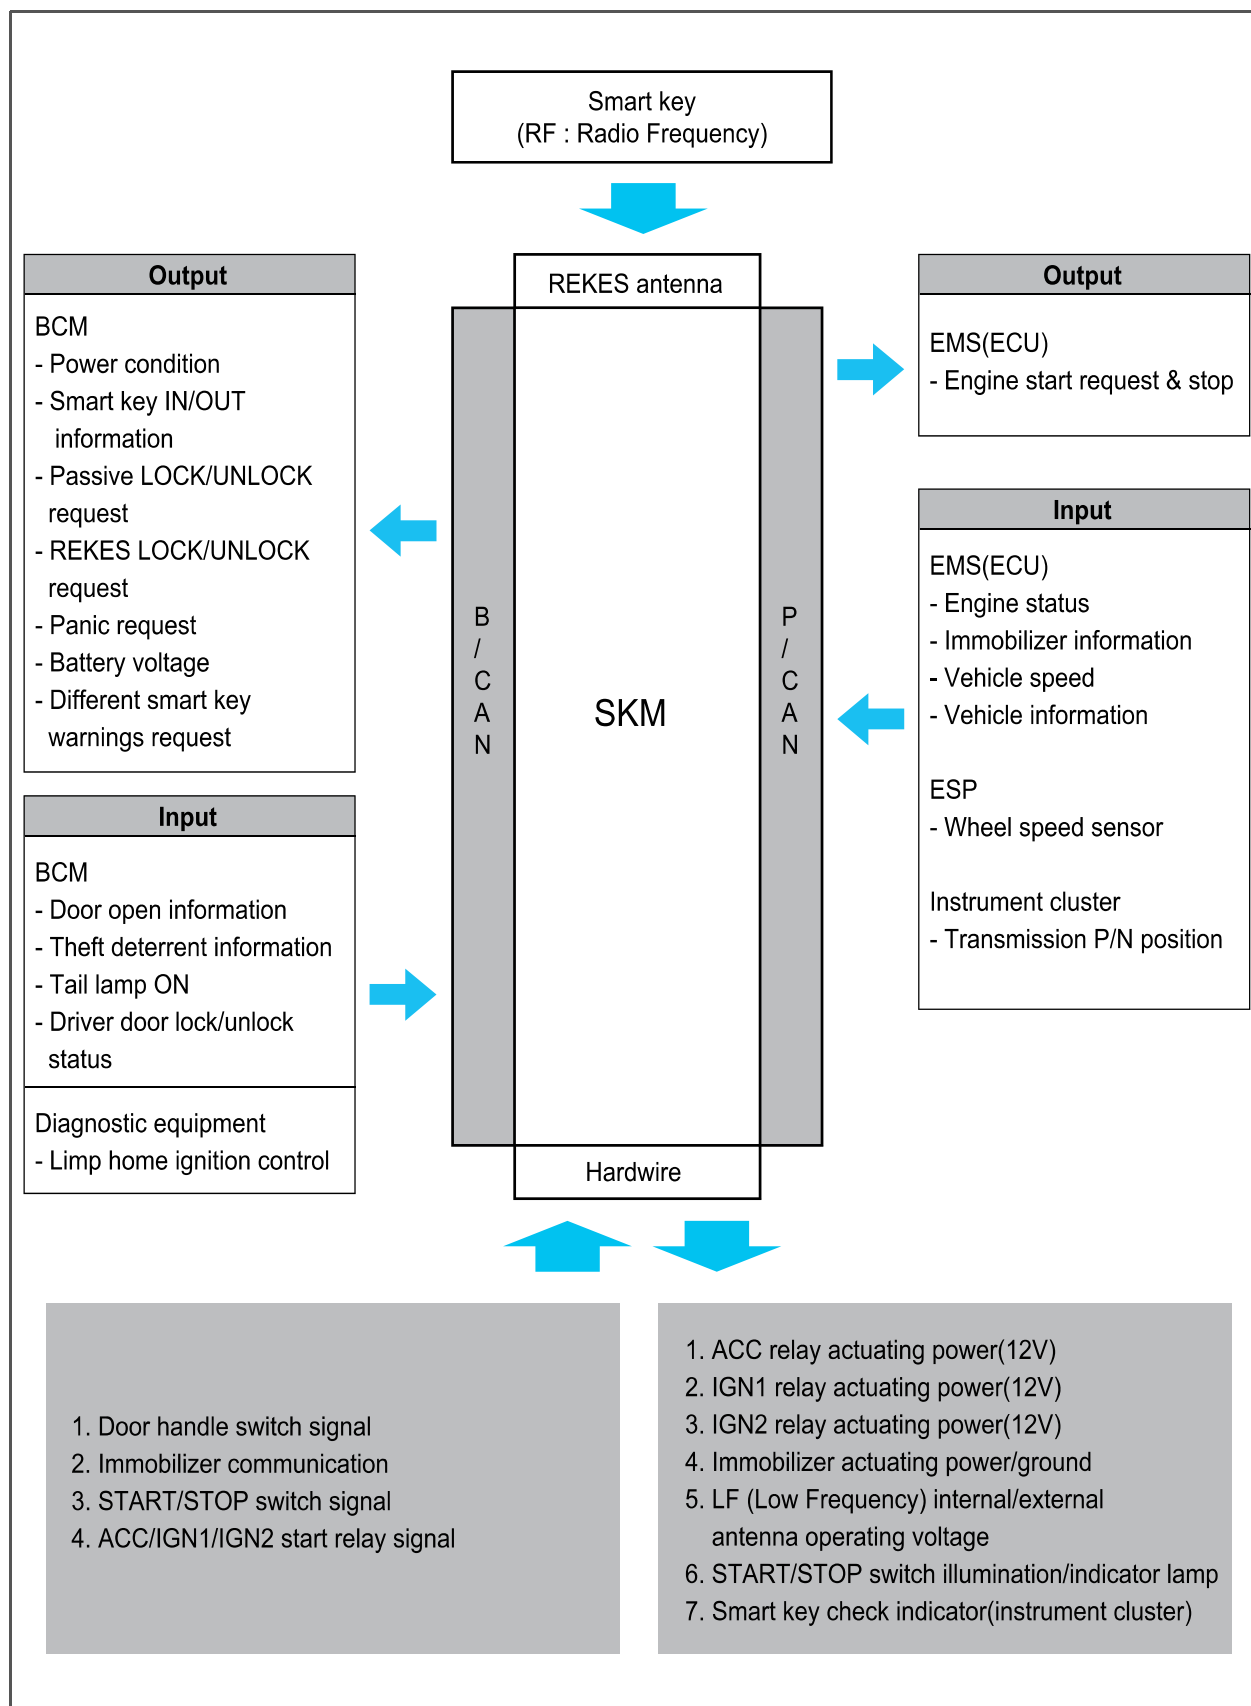 Smart key
(RF : Radio Frequency)
REKES antenna
Output
BCM
- Power condition
- Smart key IN/OUT
information
- Passive LOCK/UNLOCK
request
- REKES LOCK/UNLOCK
request
- Panic request
- Battery voltage
- Different smart key
warnings request
Input
BCM
- Door open information
- Theft deterrent information
- Tail lamp ON
- Driver door lock/unlock
status
Diagnostic equipment
- Limp home ignition control
B/CAN
SKM
P/CAN
Output
EMS(ECU)
- Engine start request & stop
Input
EMS(ECU)
- Engine status
- Immobilizer information
- Vehicle speed
- Vehicle information
ESP
- Wheel speed sensor
Instrument cluster
- Transmission P/N position
Hardwire
1. Door handle switch signal
2. Immobilizer communication
3. START/STOP switch signal
4. ACC/IGN1/IGN2 start relay signal
1. ACC relay actuating power(12V)
2. IGN1 relay actuating power(12V)
3. IGN2 relay actuating power(12V)
4. Immobilizer actuating power/ground
5. LF (Low Frequency) internal/external
antenna operating voltage
6. START/STOP switch illumination/indicator lamp
7. Smart key check indicator(instrument cluster)